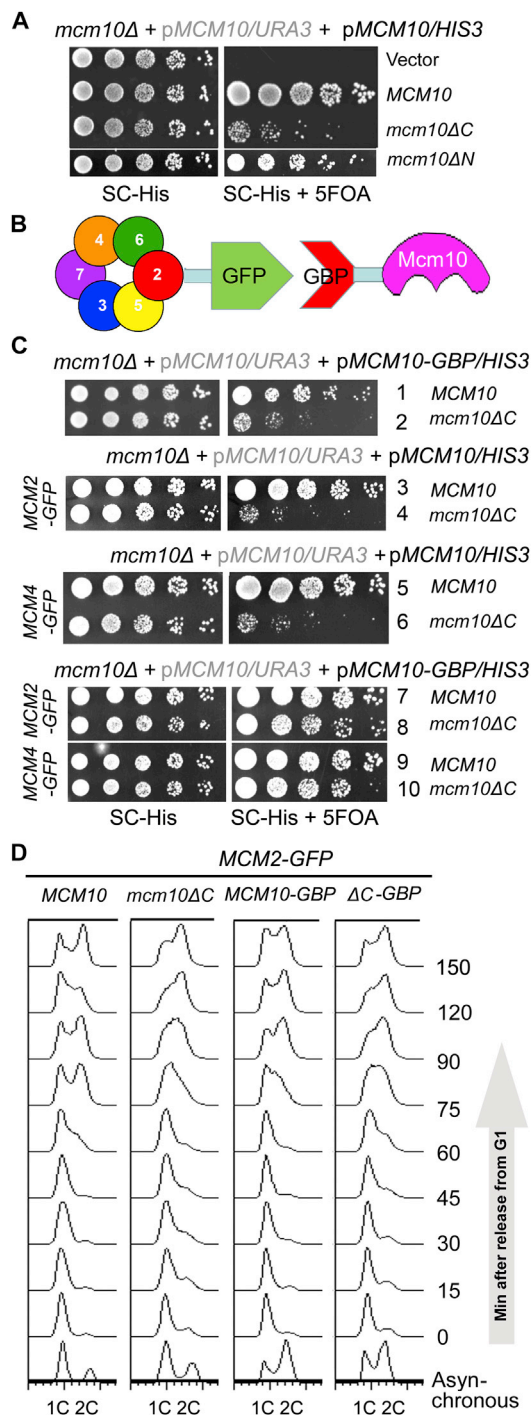 A
mcm10Δ + pMCM10/URA3 + pMCM10/HIS3
Vector
MCM10
mcm10ΔC
mcm10ΔN
SC-His SC-His + 5FOA
B
4 6
7 2
3 5
GFP GBP Mcm10
C
mcm10Δ + pMCM10/URA3 + pMCM10-GBP/HIS3
1 MCM10
2 mcm10ΔC
mcm10Δ + pMCM10/URA3 + pMCM10/HIS3
MCM2
-GFP
3 MCM10
4 mcm10ΔC
mcm10Δ + pMCM10/URA3 + pMCM10/HIS3
MCM4
-GFP
5 MCM10
6 mcm10ΔC
mcm10Δ + pMCM10/URA3 + pMCM10-GBP/HIS3
MCM2
-GFP
7 MCM10
8 mcm10ΔC
MCM4
-GFP
9 MCM10
10 mcm10ΔC
SC-His SC-His + 5FOA
D
MCM2-GFP
MCM10 mcm10ΔC MCM10-GBP ΔC-GBP
150
120
90
75
60
45
30
15
0
Asyn-
chronous
Min after release from G1
1C 2C 1C 2C 1C 2C 1C 2C